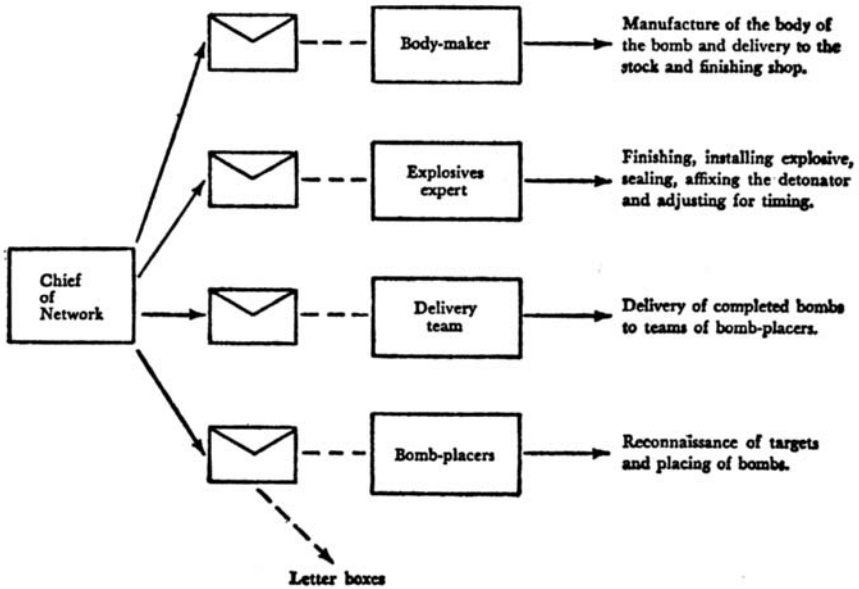 Body-maker
Manufacture of the body of
the bomb and delivery to the
stock and finishing shop.
Explosives
expert
Finishing, installing explosive,
sealing, affixing the detonator
and adjusting for timing.
Chief
of
Network
Delivery
team
Delivery of completed bombs
to teams of bomb-placers.
Bomb-placers
Reconnaissance of targets
and placing of bombs.
Letter boxes